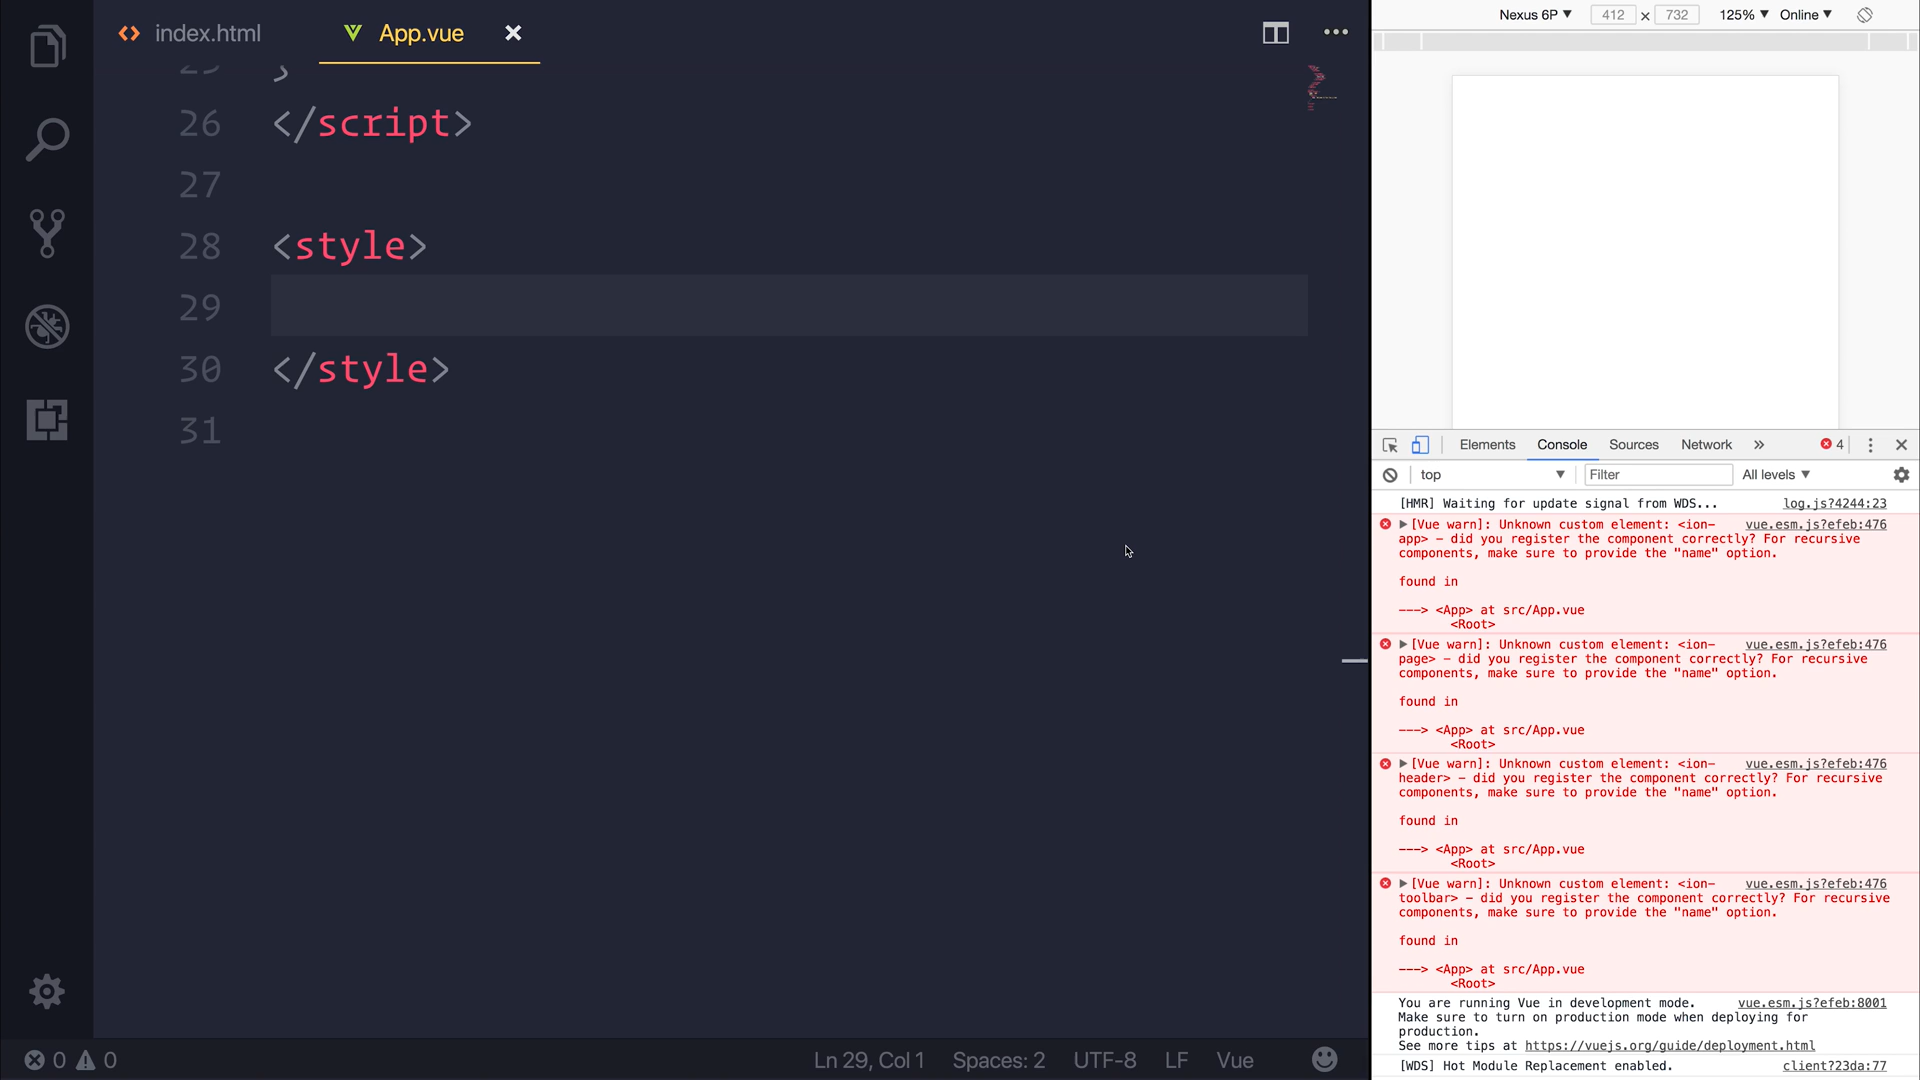 index.html
App.vue
26 </script>
27
28 <style>
29
30 </style>
31
0 0
Ln 29, Col 1 Spaces: 2 UTF-8 LF Vue
Nexus 6P 412 x 732 125% Online
Elements Console Sources Network » 4
top Filter All levels
[HMR] Waiting for update signal from WDS... log.js?4244:23
[Vue warn]: Unknown custom element: <ion- vue.esm.js?efeb:476
app> - did you register the component correctly? For recursive
components, make sure to provide the "name" option.
found in
---> <App> at src/App.vue
<Root>
[Vue warn]: Unknown custom element: <ion- vue.esm.js?efeb:476
page> - did you register the component correctly? For recursive
components, make sure to provide the "name" option.
found in
---> <App> at src/App.vue
<Root>
[Vue warn]: Unknown custom element: <ion- vue.esm.js?efeb:476
header> - did you register the component correctly? For recursive
components, make sure to provide the "name" option.
found in
---> <App> at src/App.vue
<Root>
[Vue warn]: Unknown custom element: <ion- vue.esm.js?efeb:476
toolbar> - did you register the component correctly? For recursive
components, make sure to provide the "name" option.
found in
---> <App> at src/App.vue
<Root>
You are running Vue in development mode. vue.esm.js?efeb:8001
Make sure to turn on production mode when deploying for
production.
See more tips at https://vuejs.org/guide/deployment.html
[WDS] Hot Module Replacement enabled. client?23da:77